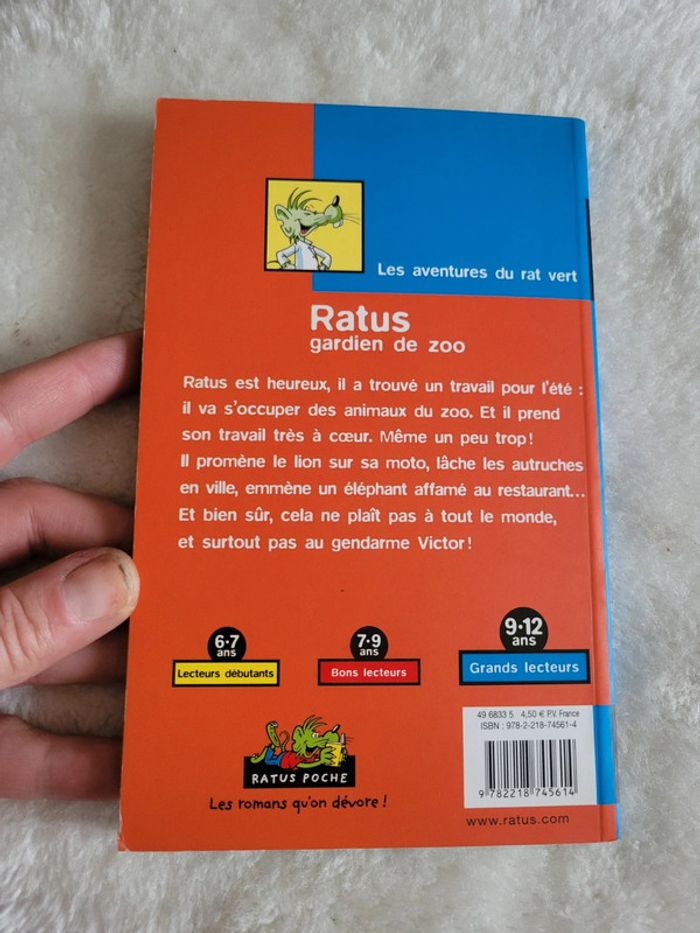 Les aventures du rat vert
Ratus
gardien de zoo
Ratus est heureux, il a trouvé un travail pour l'été :
il va s'occuper des animaux du zoo. Et il prend
son travail très à cœur. Même un peu trop !
Il promène le lion sur sa moto, lâche les autruches
en ville, emmène un éléphant affamé au restaurant...
Et bien sûr, cela ne plaît pas à tout le monde,
et surtout pas au gendarme Victor !
6-7
ans
Lecteurs débutants
7-9
ans
Bons lecteurs
9-12
ans
Grands lecteurs
RATUS POCHE
Les romans qu'on dévore !
49 6833 5 4,50 € P.V. France
ISBN : 978-2-218-74561-4
9 782218 745614
www.ratus.com